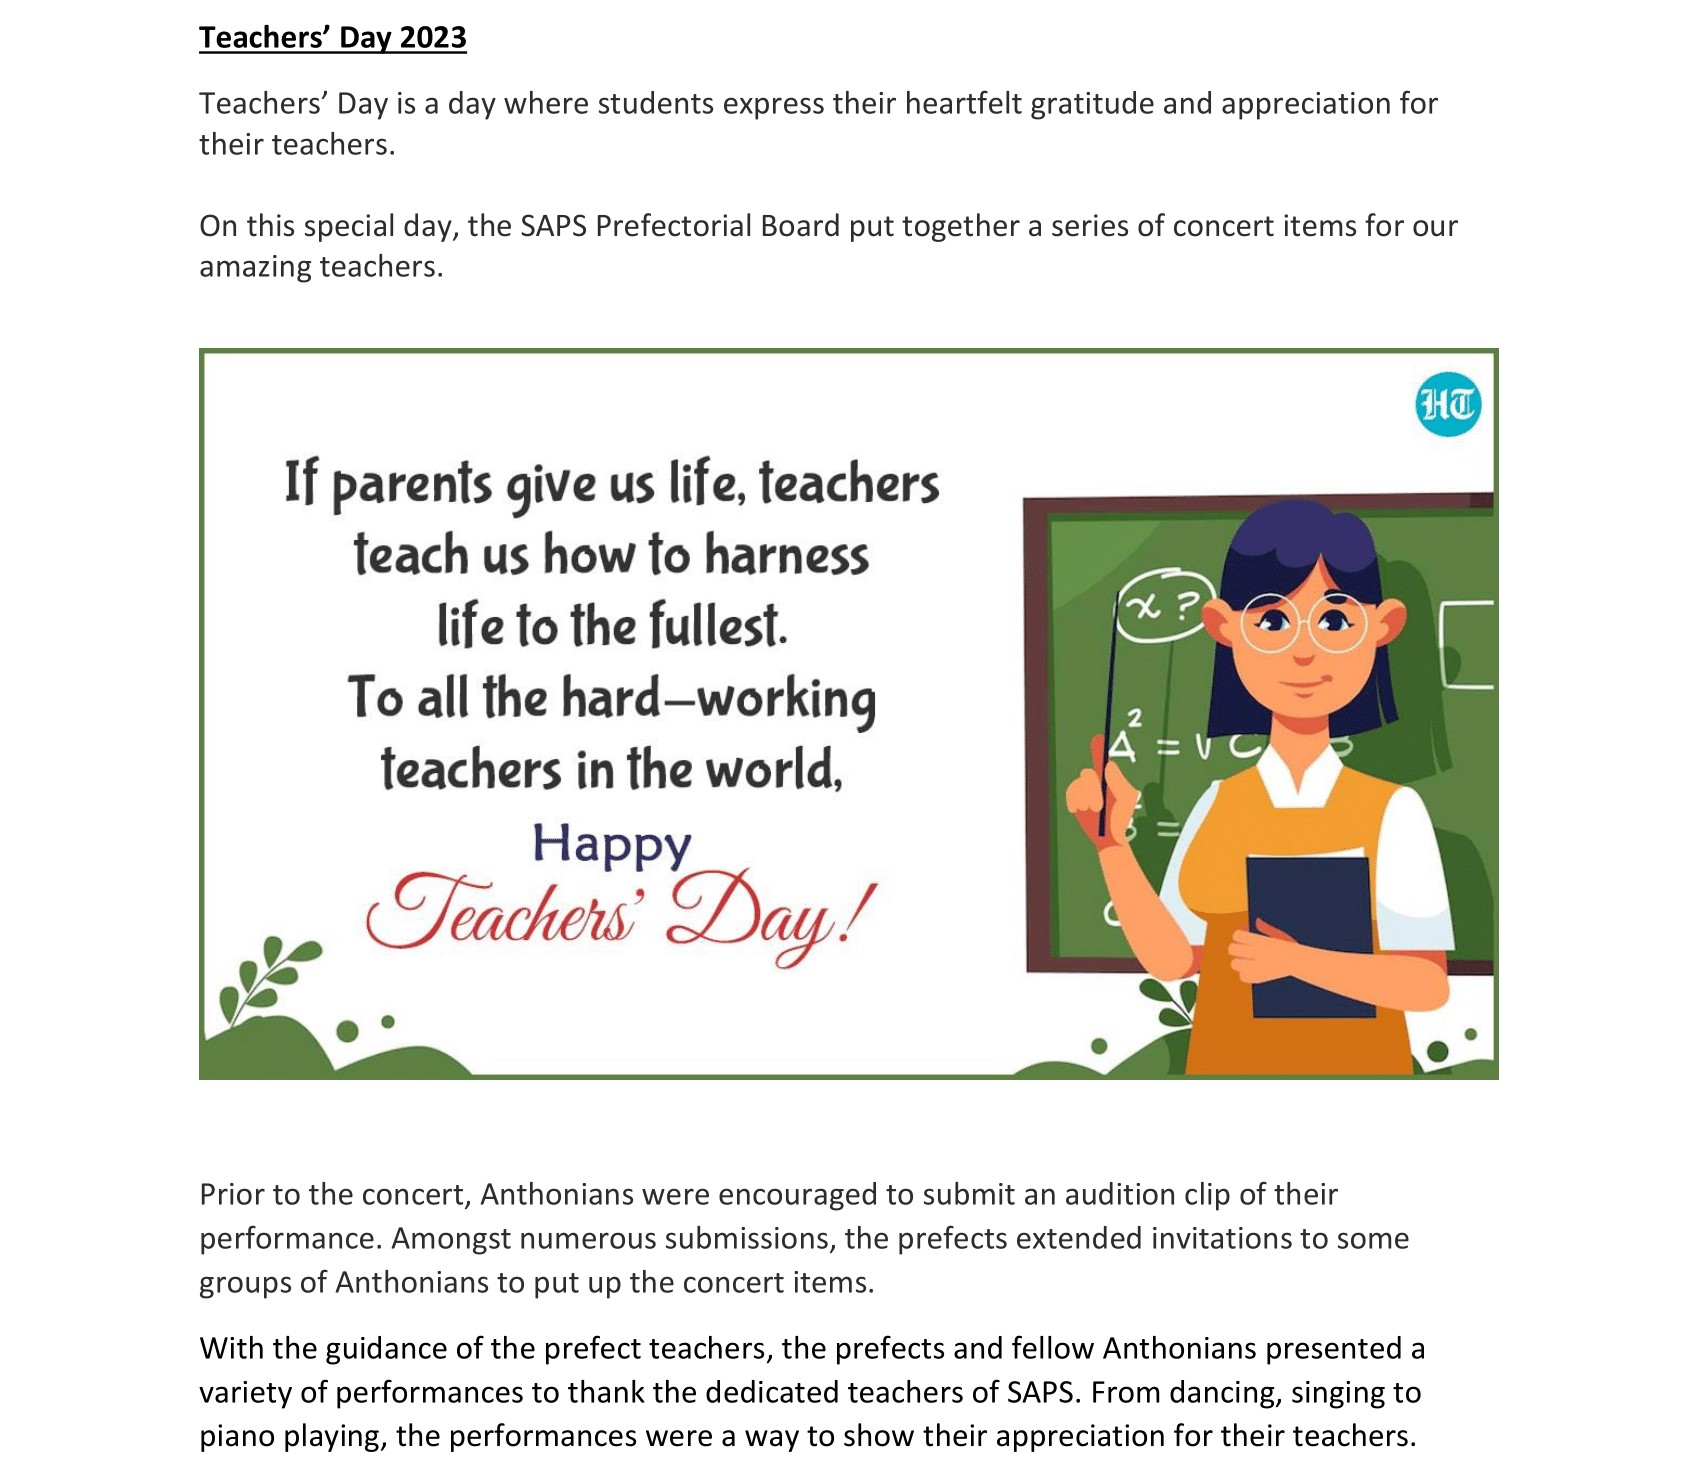 Teachers’ Day 2023
Teachers’ Day is a day where students express their heartfelt gratitude and appreciation for
their teachers.
On this special day, the SAPS Prefectorial Board put together a series of concert items for our
amazing teachers.
HT
If parents give us life, teachers
teach us how to harness
life to the fullest.
To all the hard–working
teachers in the world,
Happy
Teachers’ Day!
x ?
A² = V C
=
Prior to the concert, Anthonians were encouraged to submit an audition clip of their
performance. Amongst numerous submissions, the prefects extended invitations to some
groups of Anthonians to put up the concert items.
With the guidance of the prefect teachers, the prefects and fellow Anthonians presented a
variety of performances to thank the dedicated teachers of SAPS. From dancing, singing to
piano playing, the performances were a way to show their appreciation for their teachers.